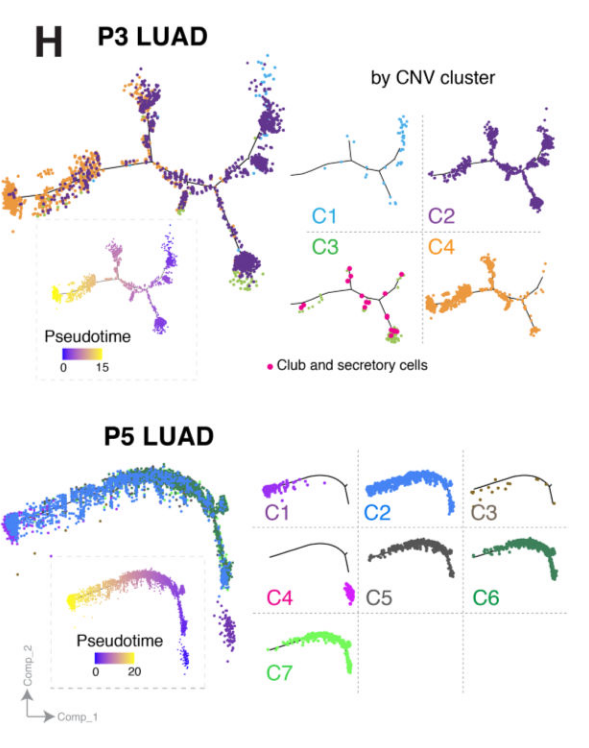 H P3 LUAD
by CNV cluster
C1 C2
C3 C4
Pseudotime
0 15
Club and secretory cells
P5 LUAD
C1 C2 C3
C4 C5 C6
Pseudotime
0 20
C7
Comp_2
Comp_1